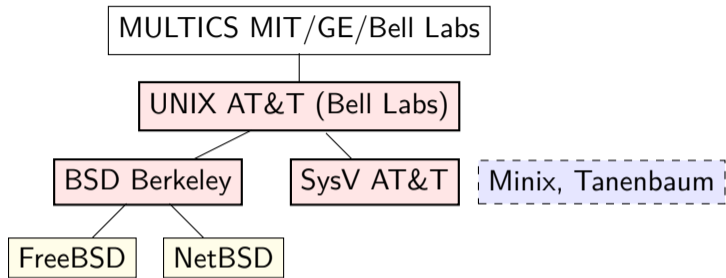 MULTICS MIT/GE/Bell Labs
UNIX AT&T (Bell Labs)
BSD Berkeley
SysV AT&T
Minix, Tanenbaum
FreeBSD
NetBSD